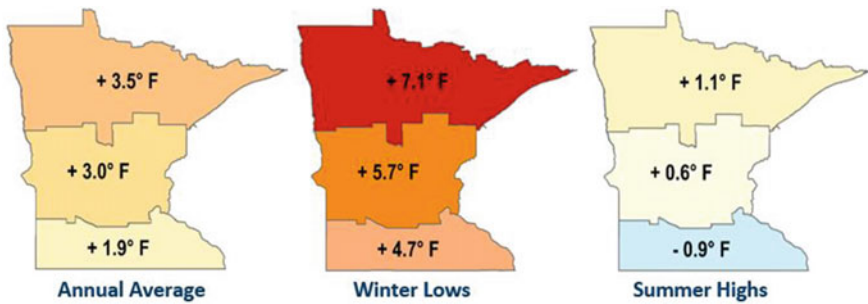 + 3.5° F
+ 3.0° F
+ 1.9° F
Annual Average
+ 7.1° F
+ 5.7° F
+ 4.7° F
Winter Lows
+ 1.1° F
+ 0.6° F
- 0.9° F
Summer Highs